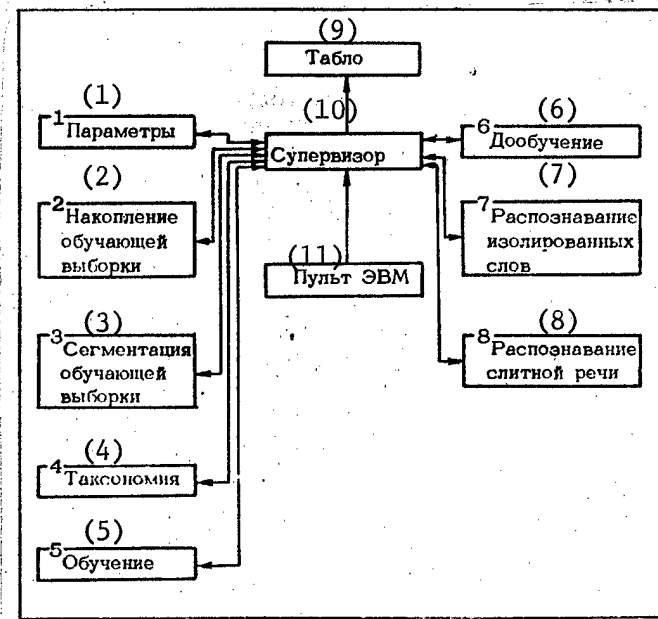 (9)
Табло
(1)
1 Параметры
(10)
Супервизор
(6)
6 Дообучение
(2)
2 Накопление
обучающей
выборки
(7)
7 Распознавание
изолированных
слов
(11)
Пульт ЭВМ
(3)
3 Сегментация
обучающей
выборки
(8)
8 Распознавание
слитной речи
(4)
4 Таксономия
(5)
5 Обучение